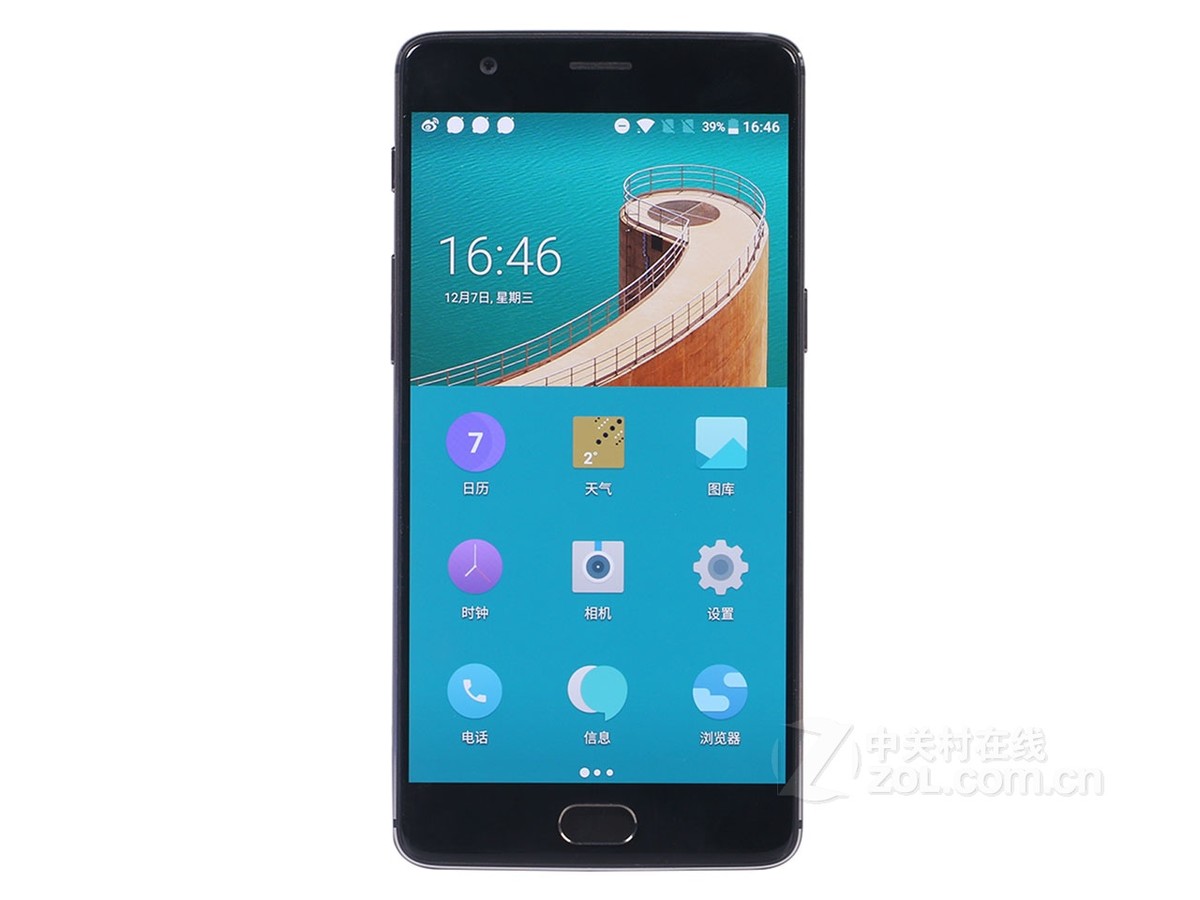 39% 16:46
16:46
12月7日, 星期三
7
2°
日历 天气 图库
时钟 相机 设置
电话 信息 浏览器
中关村在线
ZOL.com.cn